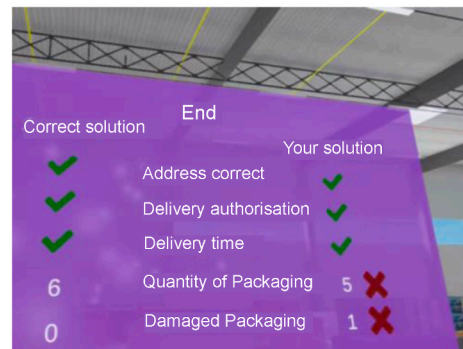 End
Correct solution
Your solution
Address correct
Delivery authorisation
Delivery time
6 Quantity of Packaging 5
0 Damaged Packaging 1